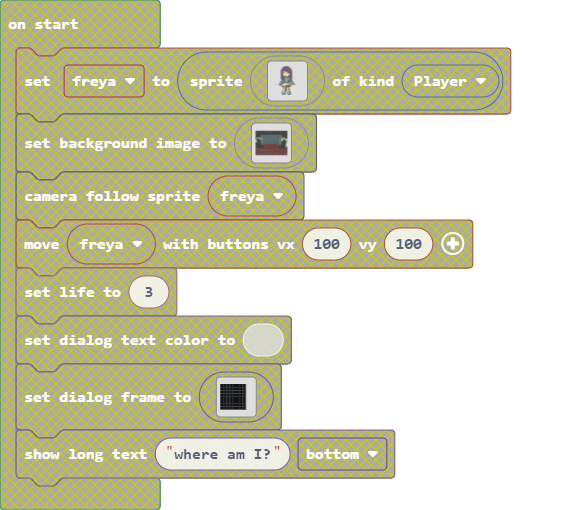 on start
set freya to sprite of kind Player
set background image to
camera follow sprite freya
move freya with buttons vx 100 vy 100
set life to 3
set dialog text color to
set dialog frame to
show long text "where am I?" bottom